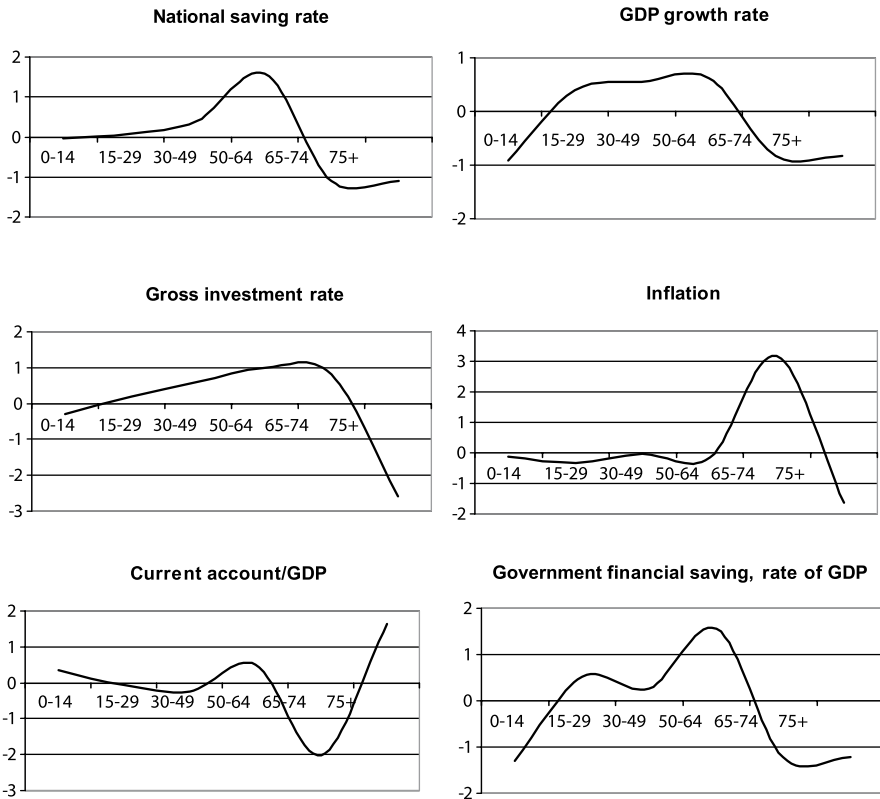 National saving rate
2
1
0
0-14 15-29 30-49 50-64 65-74 75+
-1
-2
GDP growth rate
1
0
0-14 15-29 30-49 50-64 65-74 75+
-1
-2
Gross investment rate
2
1
0
0-14 15-29 30-49 50-64 65-74 75+
-1
-2
-3
Inflation
4
3
2
1
0
0-14 15-29 30-49 50-64 65-74 75+
-1
-2
Current account/GDP
2
1
0
0-14 15-29 30-49 50-64 65-74 75+
-1
-2
-3
Government financial saving, rate of GDP
2
1
0
0-14 15-29 30-49 50-64 65-74 75+
-1
-2